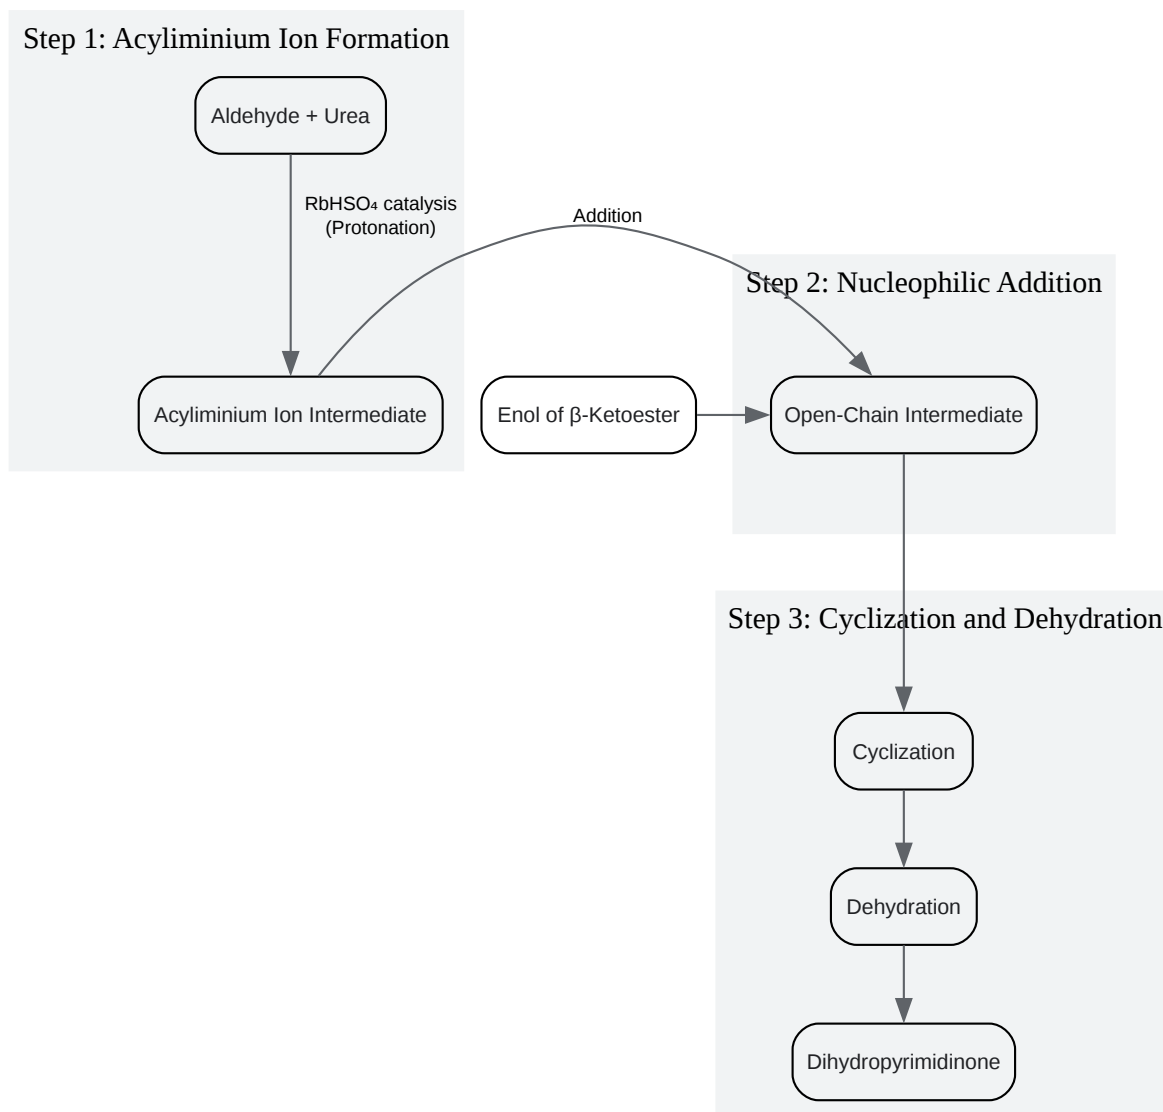 Step 1: Acyliminium Ion Formation
Aldehyde + Urea
RbHSO₄ catalysis
(Protonation)
Addition
Step 2: Nucleophilic Addition
Acyliminium Ion Intermediate
Enol of β-Ketoester
Open-Chain Intermediate
Step 3: Cyclization and Dehydration
Cyclization
Dehydration
Dihydropyrimidinone